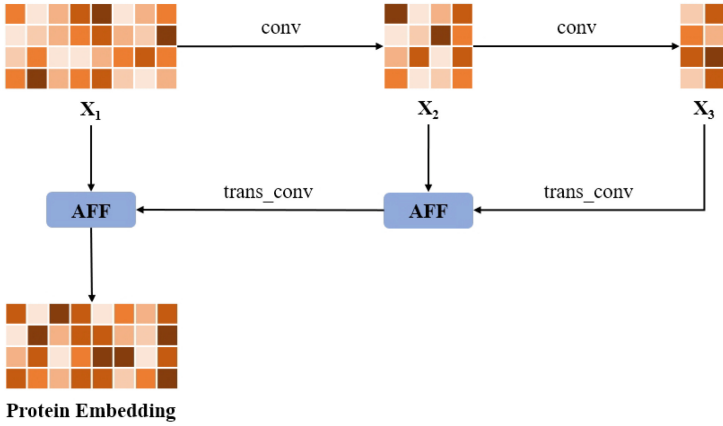 conv
conv
X1
X2
X3
trans_conv
trans_conv
AFF
AFF
Protein Embedding